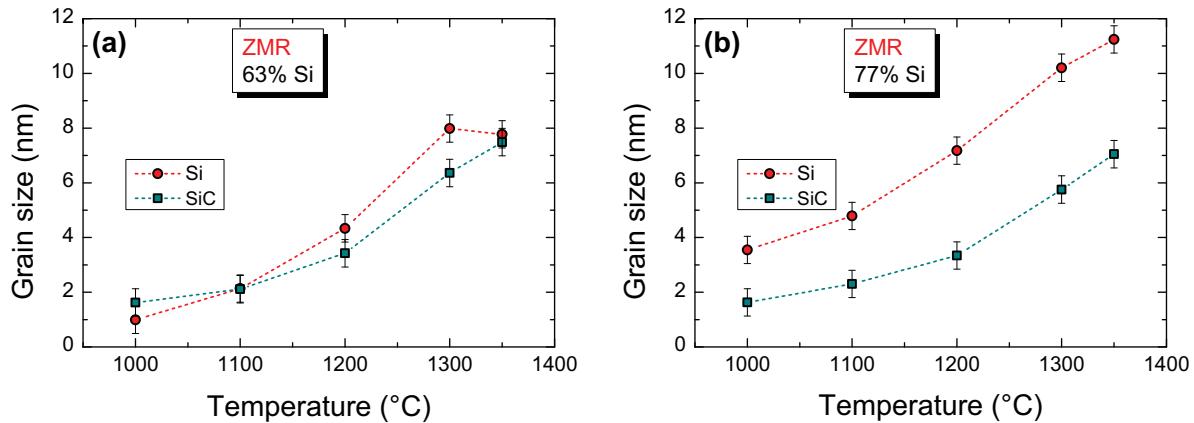 (a)
ZMR
63% Si
Si
SiC
Grain size (nm)
12
10
8
6
4
2
0
1000 1100 1200 1300 1400
Temperature (°C)
(b)
ZMR
77% Si
Si
SiC
Grain size (nm)
12
10
8
6
4
2
0
1000 1100 1200 1300 1400
Temperature (°C)